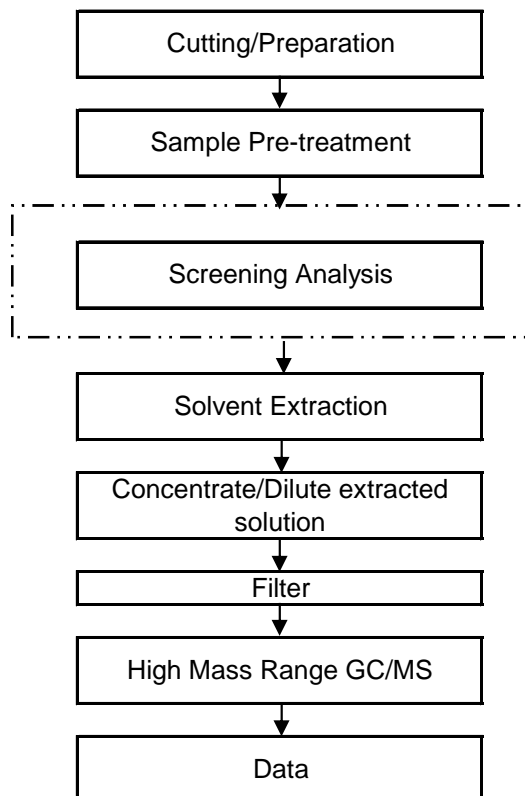 Cutting/Preparation
Sample Pre-treatment
Screening Analysis
Solvent Extraction
Concentrate/Dilute extracted
solution
Filter
High Mass Range GC/MS
Data